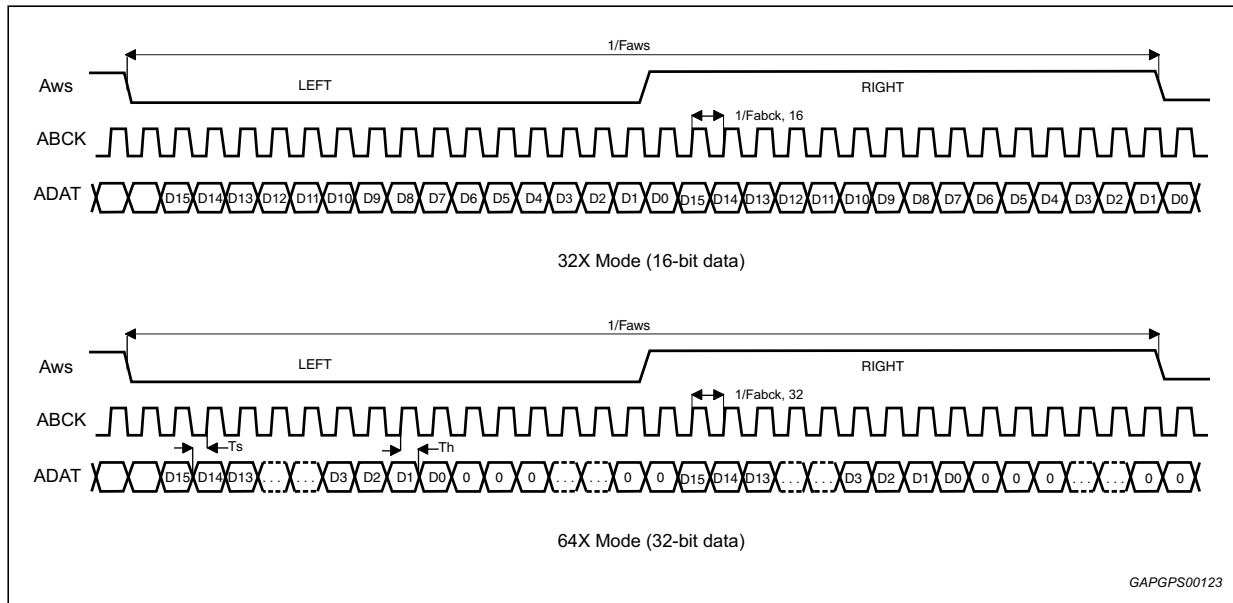 1/Faws
Aws LEFT RIGHT
1/Fabck, 16
ABCK
ADAT D15 D14 D13 D12 D11 D10 D9 D8 D7 D6 D5 D4 D3 D2 D1 D0 D15 D14 D13 D12 D11 D10 D9 D8 D7 D6 D5 D4 D3 D2 D1 D0
32X Mode (16-bit data)
1/Faws
Aws LEFT RIGHT
1/Fabck, 32
ABCK
Ts Th
ADAT D15 D14 D13 ... ... D3 D2 D1 D0 0 0 0 ... ... 0 0 D15 D14 D13 ... ... D3 D2 D1 D0 0 0 0 ... ... 0 0
64X Mode (32-bit data)
GAPGPS00123